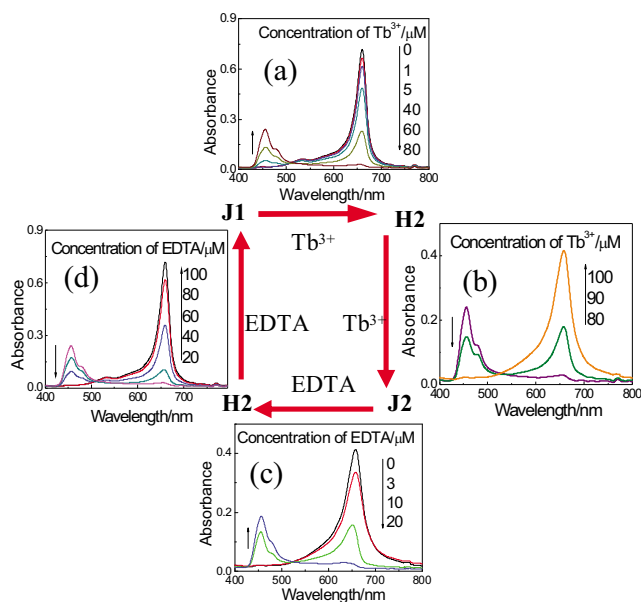 Concentration of Tb³⁺/μM
0
1
5
40
60
80
(a)
Absorbance
0.9
0.6
0.3
0.0
400 500 600 700 800
Wavelength/nm
J1
Tb³⁺
H2
Concentration of EDTA/μM
100
80
60
40
20
(d)
Absorbance
0.9
0.6
0.3
0.0
400 500 600 700
Wavelength/nm
EDTA
Tb³⁺
Concentration of Tb³⁺/μM
100
90
80
(b)
Absorbance
0.4
0.2
0.0
400 500 600 700 800
Wavelength/nm
H2
EDTA
J2
Concentration of EDTA/μM
0
3
10
20
(c)
Absorbance
0.4
0.2
0.0
400 500 600 700 800
Wavelength/nm